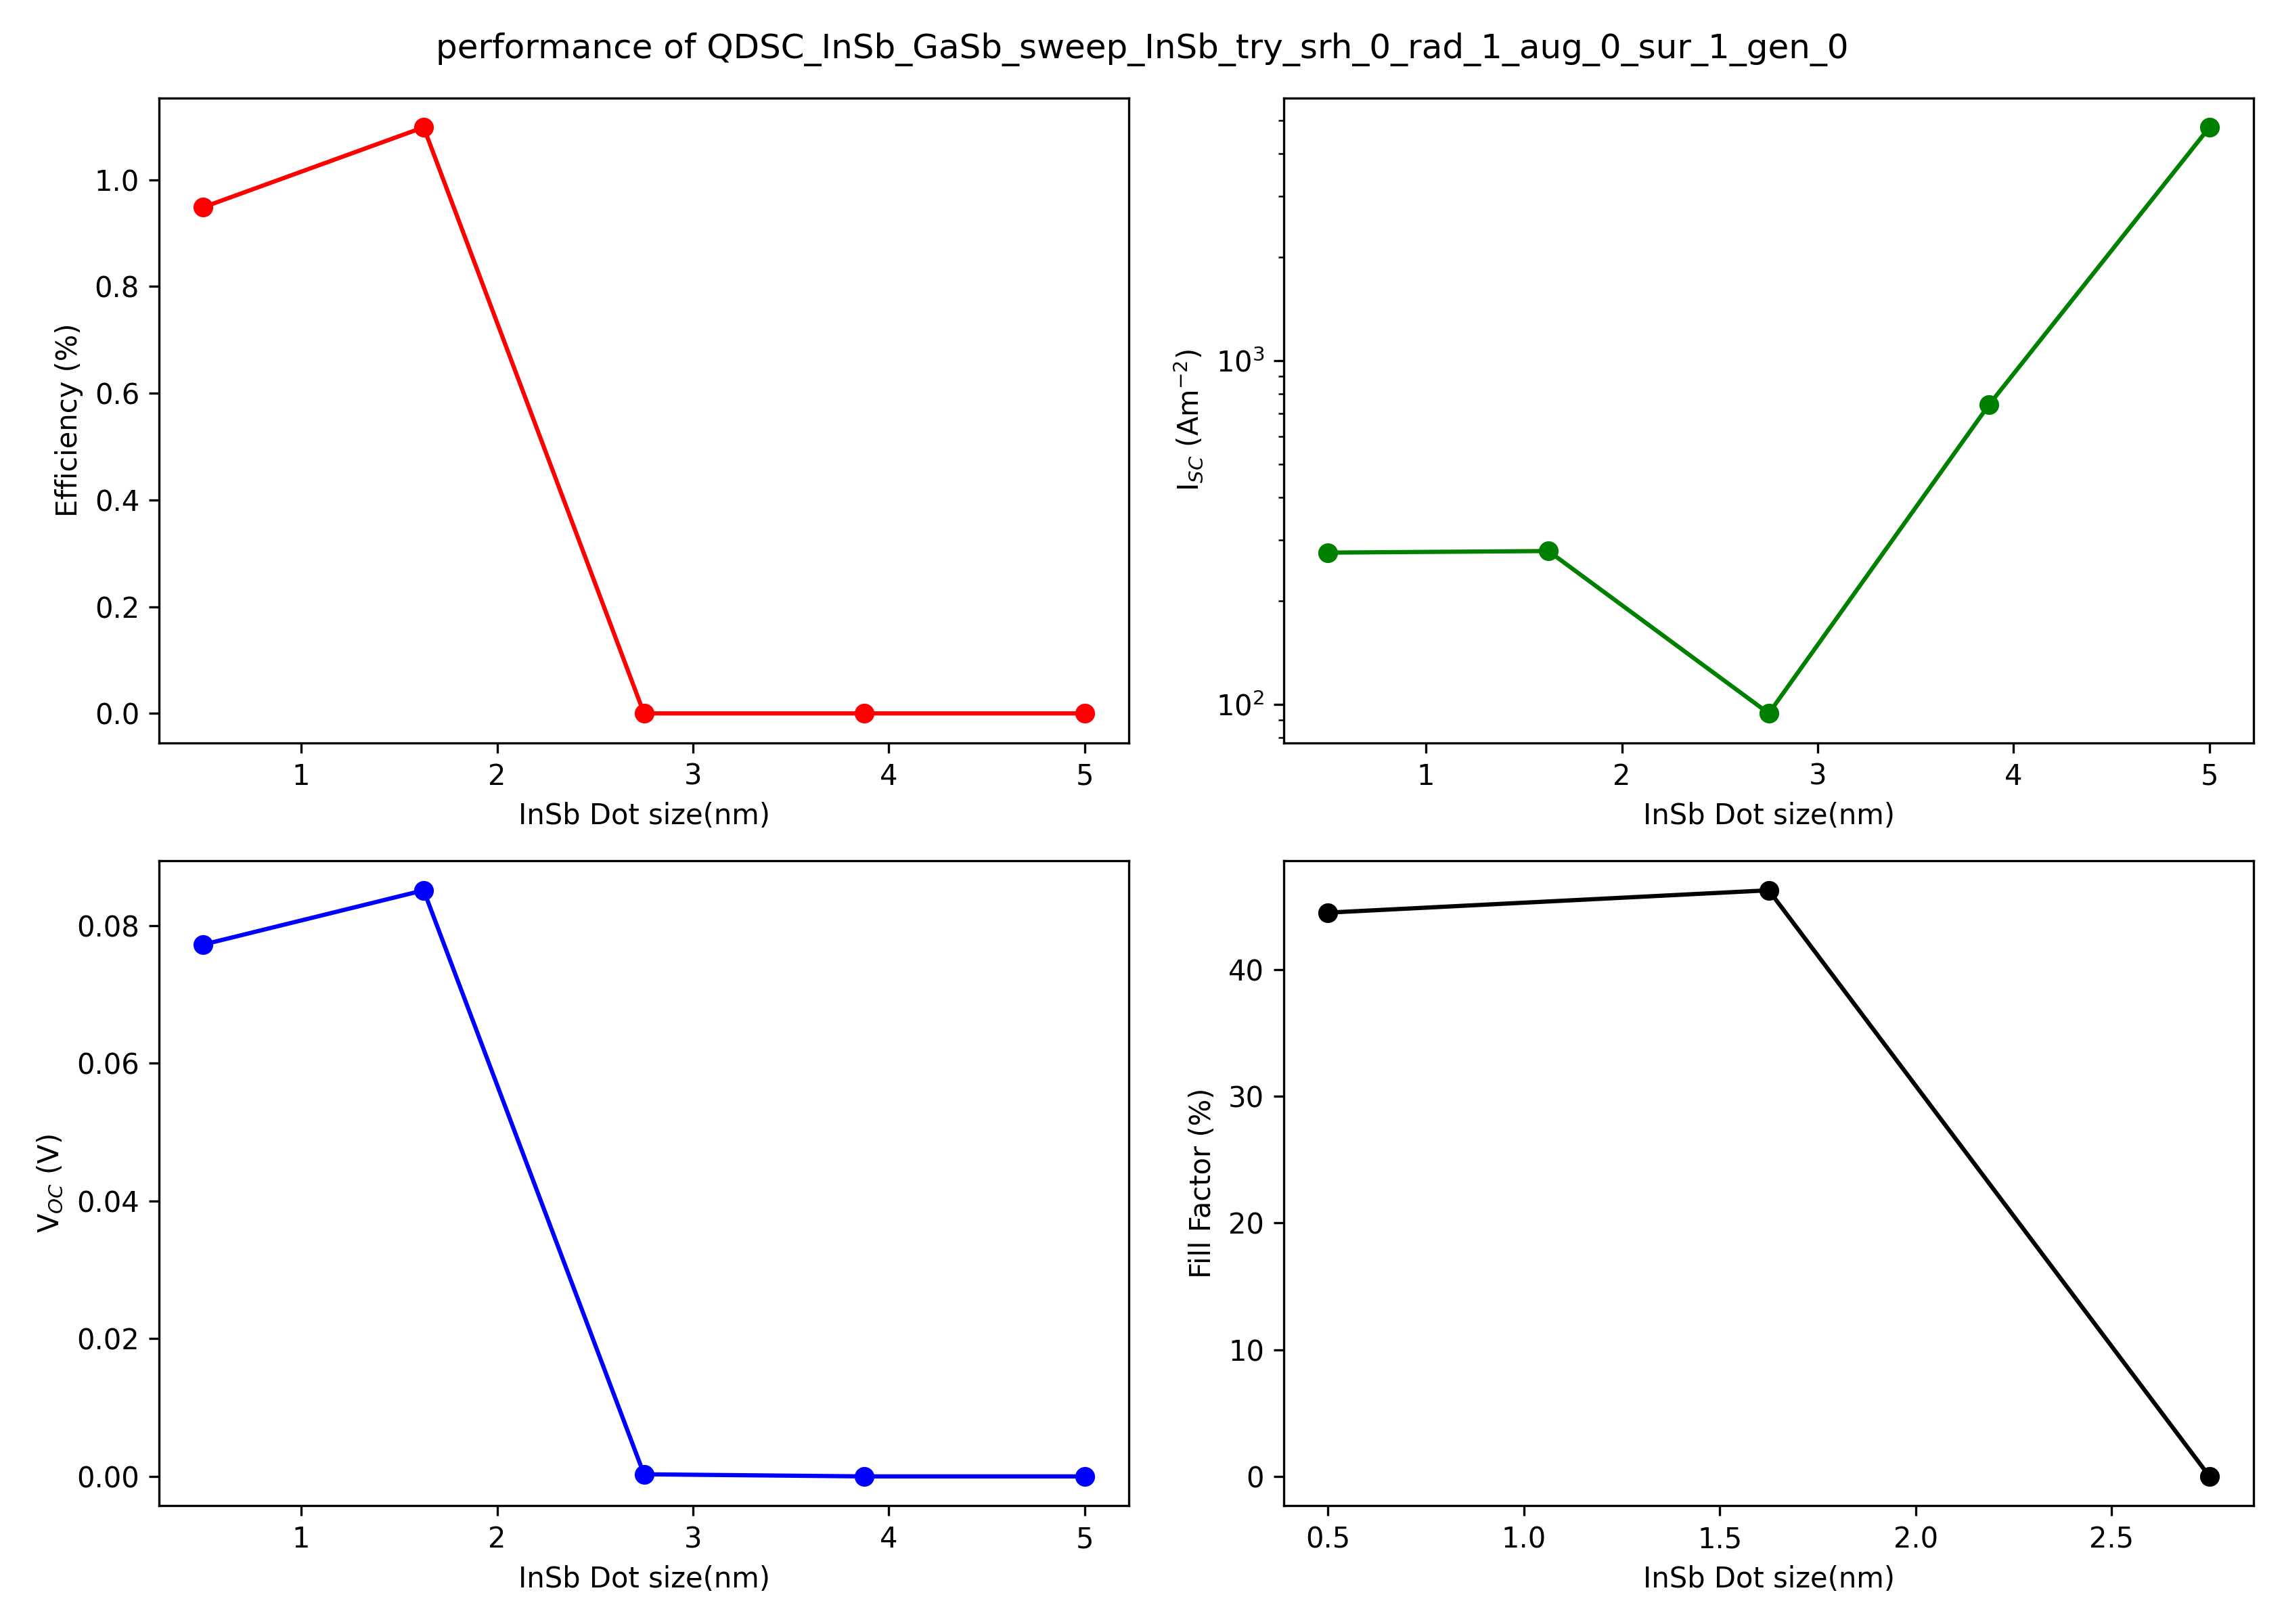 performance of QDSC_InSb_GaSb_sweep_InSb_try_srh_0_rad_1_aug_0_sur_1_gen_0
Efficiency (%)
1.0
0.8
0.6
0.4
0.2
0.0
1 2 3 4 5
InSb Dot size(nm)
I$_{SC}$ (Am$^{-2}$)
10$^{3}$
10$^{2}$
1 2 3 4 5
InSb Dot size(nm)
V$_{OC}$ (V)
0.08
0.06
0.04
0.02
0.00
1 2 3 4 5
InSb Dot size(nm)
Fill Factor (%)
40
30
20
10
0
0.5 1.0 1.5 2.0 2.5
InSb Dot size(nm)